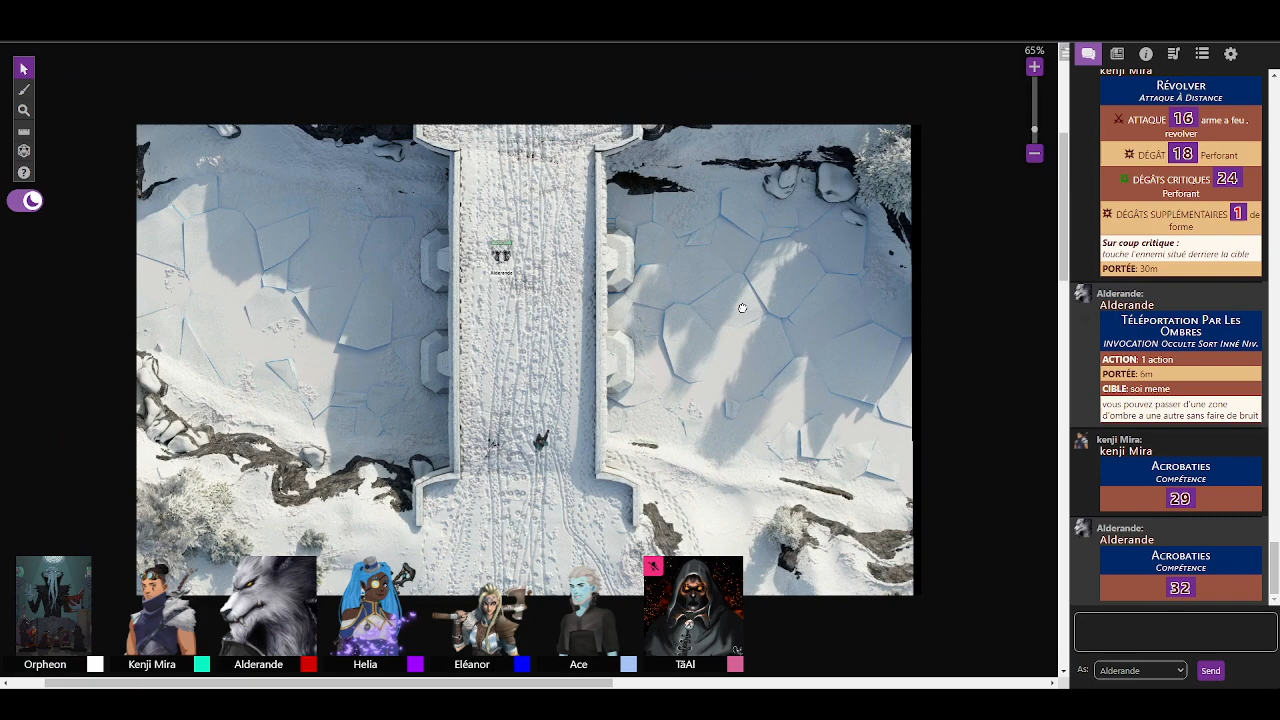 65%
kenji Mira
RÉVOLVER
ATTAQUE À DISTANCE
ATTAQUE 16 arme a feu .
revolver
DÉGÂT 18 Perforant
DÉGÂTS CRITIQUES 24
Perforant
DÉGÂTS SUPPLÉMENTAIRES 1 de
forme
Sur coup critique :
touche l'ennemi situé derriere la cible
PORTÉE: 30m
Alderande:
Alderande
TÉLÉPORTATION PAR LES
OMBRES
INVOCATION Occulte Sort Inné Niv.
ACTION: 1 action
PORTÉE: 6m
CIBLE: soi meme
vous pouvez passer d'une zone
d'ombre a une autre sans faire de bruit
kenji Mira:
kenji Mira
ACROBATIES
COMPÉTENCE
29
Alderande:
Alderande
ACROBATIES
COMPÉTENCE
32
As: Alderande Send
Alderande
Orpheon
Kenji Mira
Alderande
Helia
Eléanor
Ace
TãAl